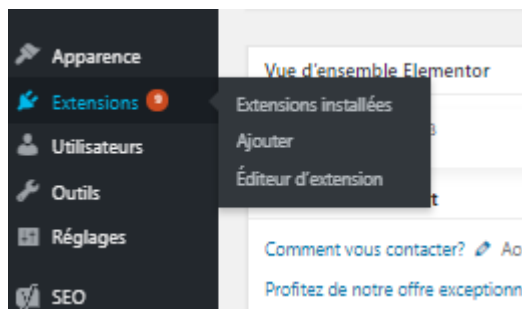 Apparence
Extensions 9
Utilisateurs
Outils
Réglages
SEO
Extensions installées
Ajouter
Éditeur d'extension
Vue d'ensemble Elementor
Comment vous contacter?
Profitez de notre offre